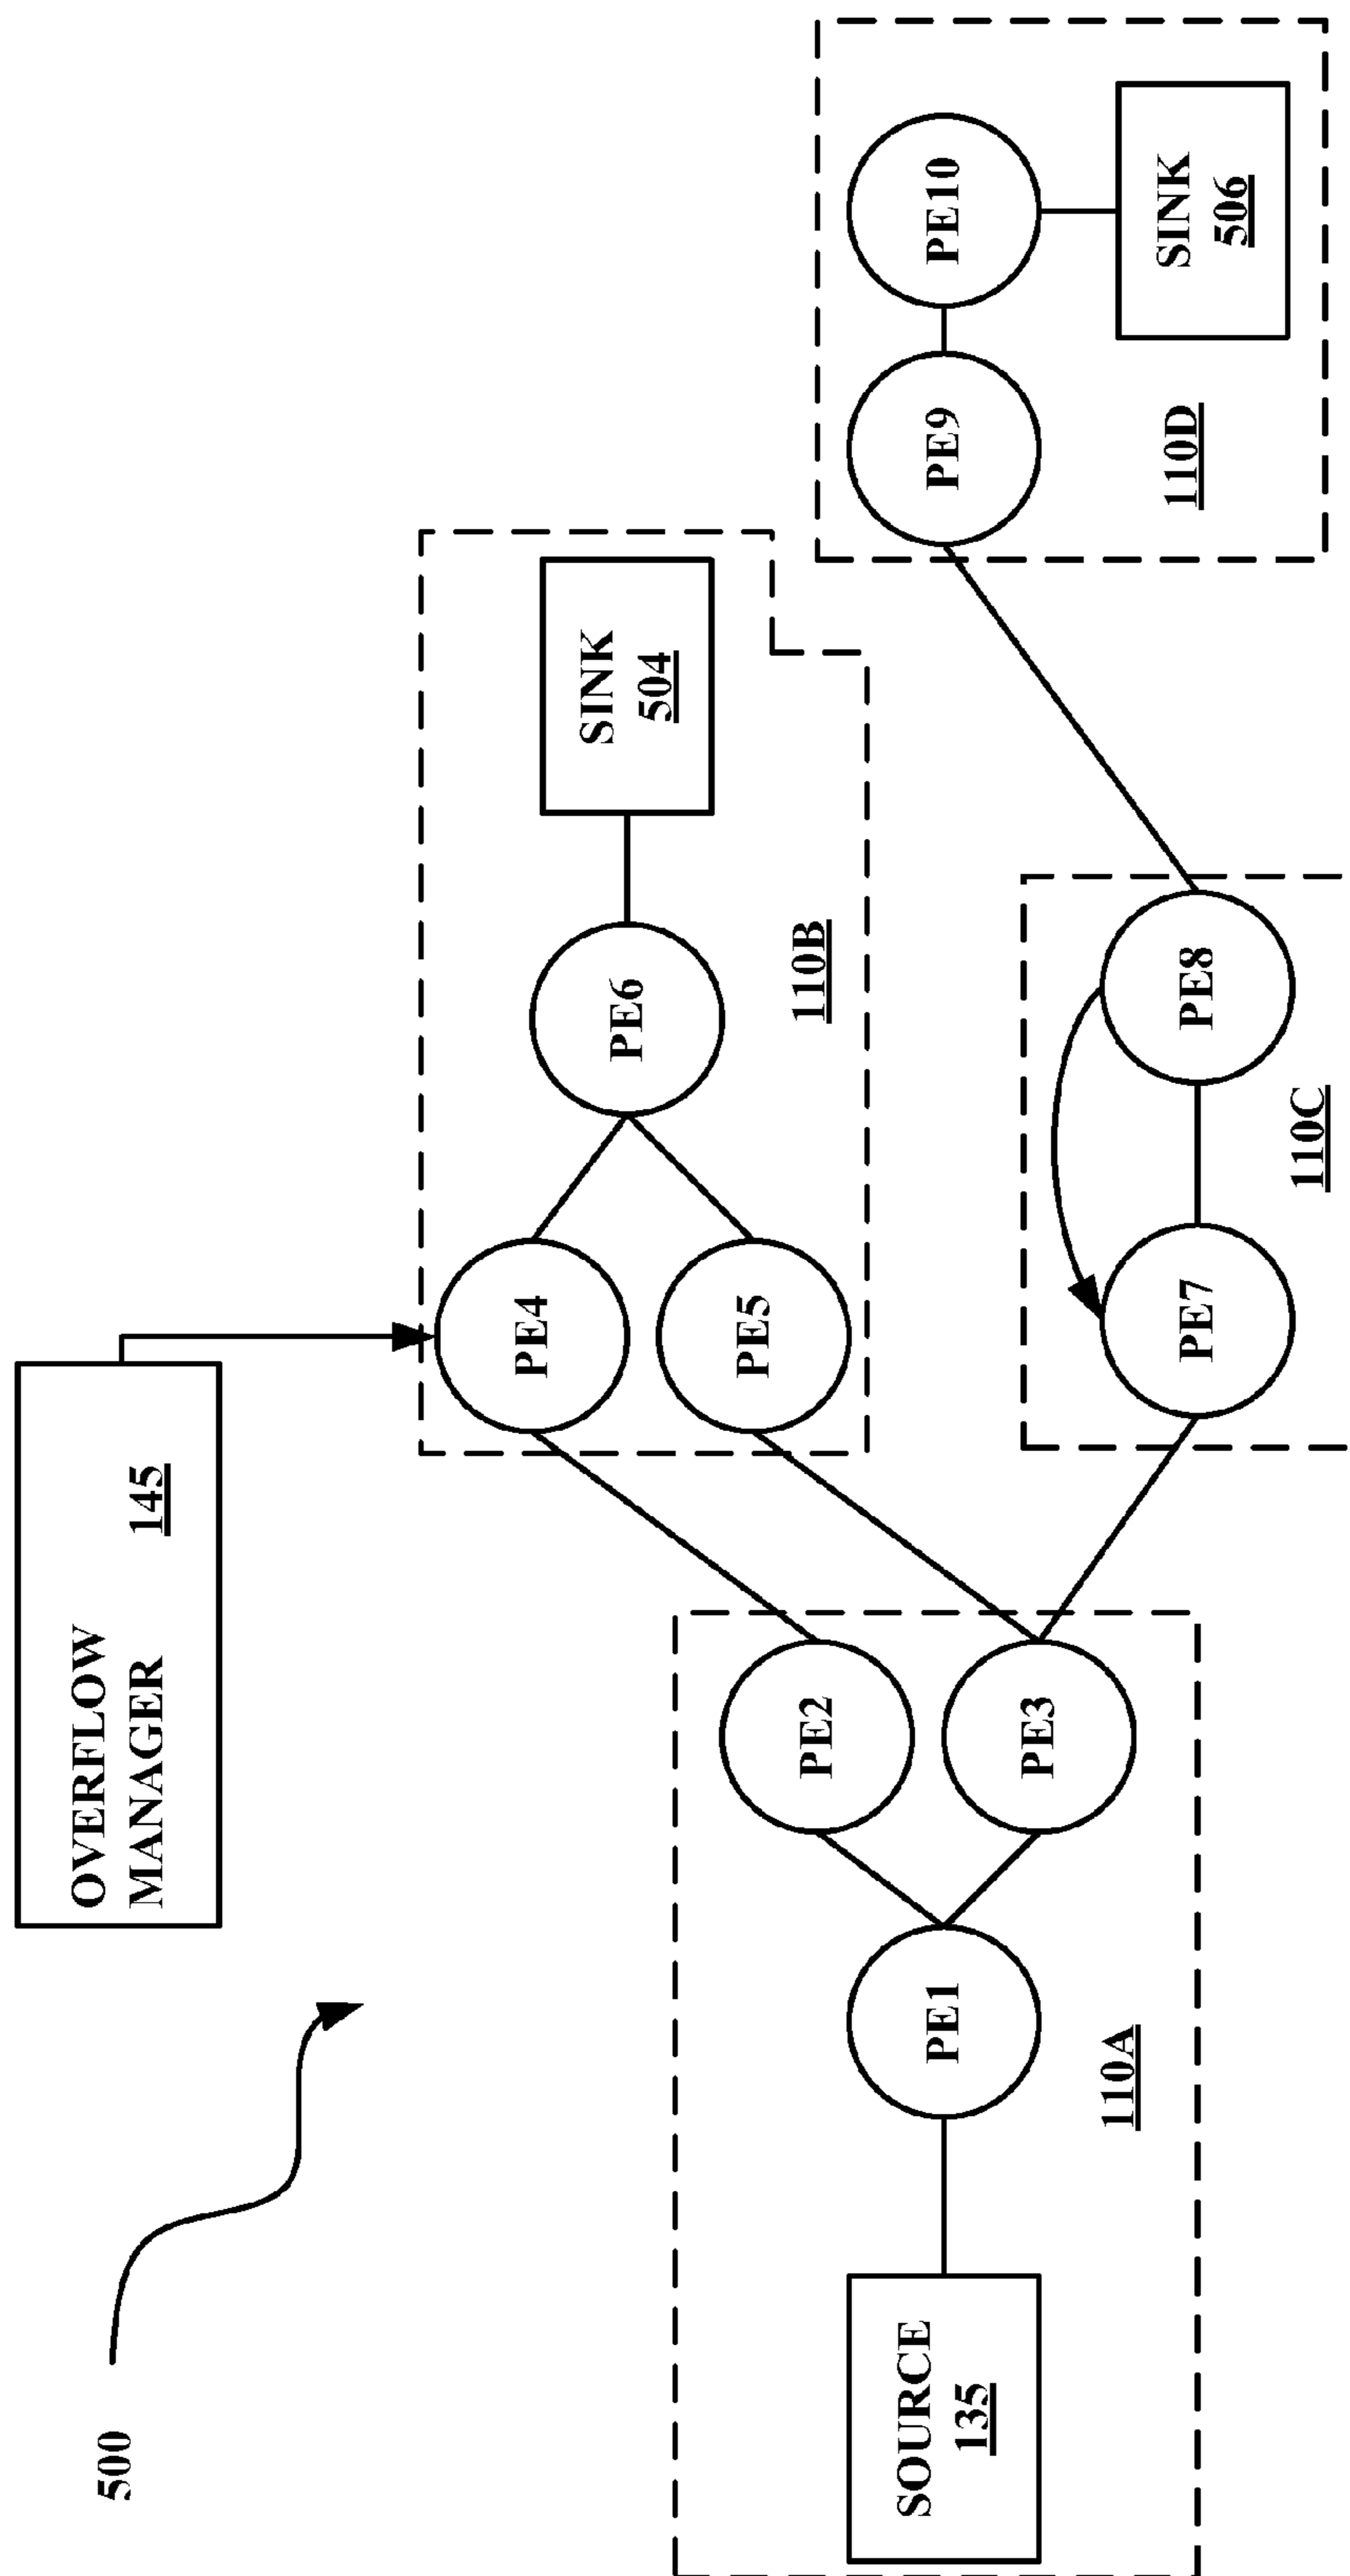 500
OVERFLOW
MANAGER 145
SOURCE
135
PE1
PE2
PE3
110A
PE4
PE5
PE6
SINK
504
110B
PE7
PE8
110C
PE9
PE10
SINK
506
110D